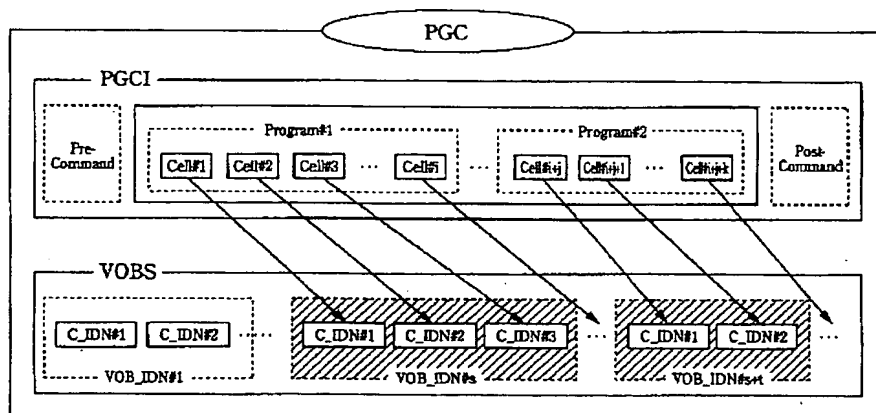 PGC
PGCI
Pre-
Command
Program#1
Cell#1 Cell#2 Cell#3 ... Cell#5 ...
Program#2
Cell#i+j Cell#i+j+1 ... Cell#i+j+k
Post-
Command
VOBS
C_IDN#1 C_IDN#2 ...
VOB_IDN#1
C_IDN#1 C_IDN#2 C_IDN#3 ...
VOB_IDN#s
C_IDN#1 C_IDN#2 ...
VOB_IDN#s+t